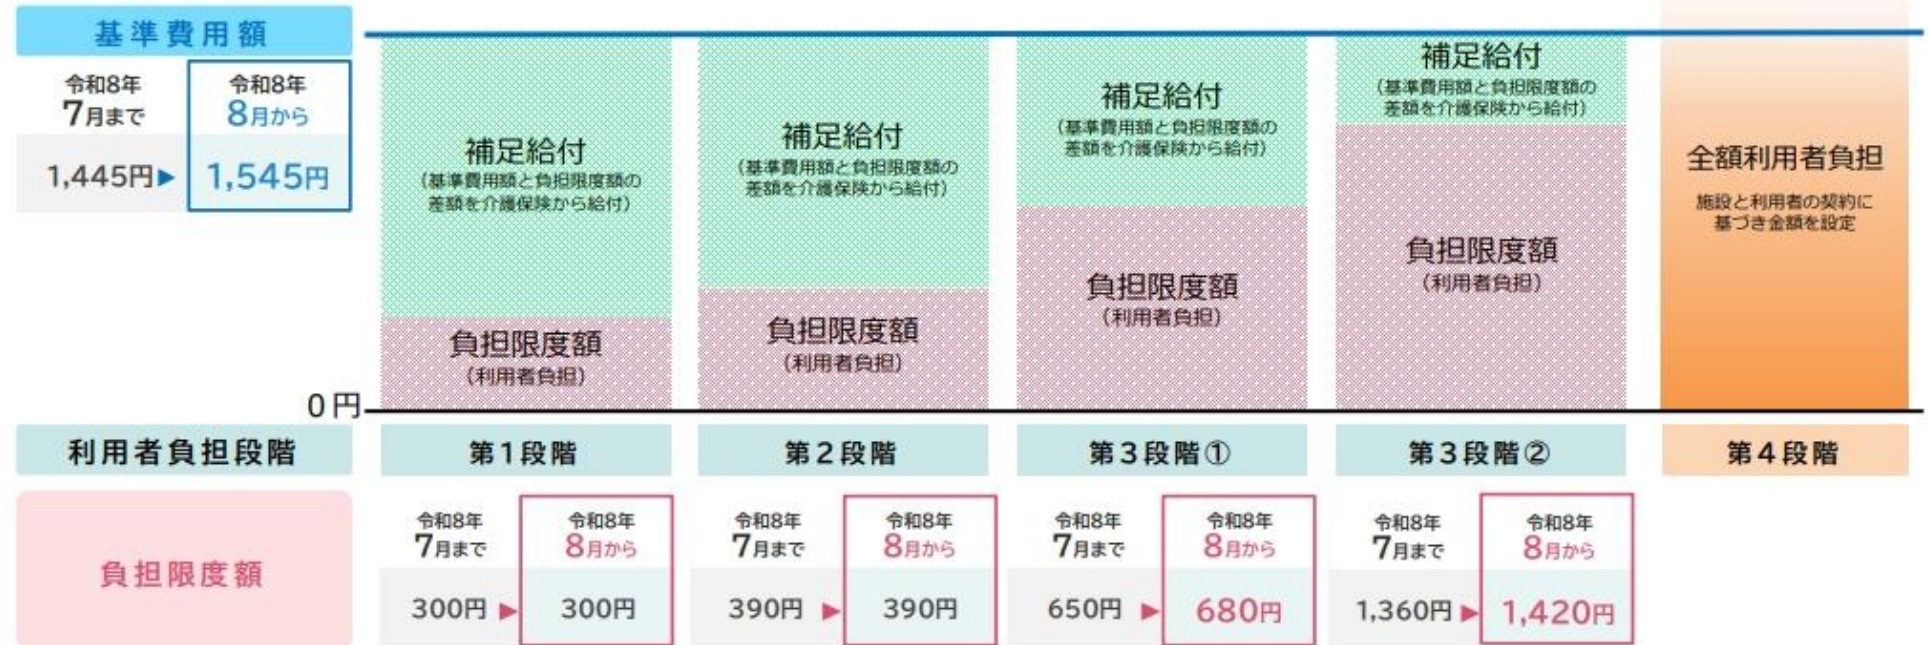 基準費用額
令和8年
7月まで
令和8年
8月から
1,445円▶
1,545円
補足給付
（基準費用額と負担限度額の
差額を介護保険から給付）
負担限度額
（利用者負担）
補足給付
（基準費用額と負担限度額の
差額を介護保険から給付）
負担限度額
（利用者負担）
補足給付
（基準費用額と負担限度額の
差額を介護保険から給付）
負担限度額
（利用者負担）
補足給付
（基準費用額と負担限度額の
差額を介護保険から給付）
負担限度額
（利用者負担）
全額利用者負担
施設と利用者の契約に
基づき金額を設定
0円
利用者負担段階
第1段階
第2段階
第3段階①
第3段階②
第4段階
負担限度額
令和8年
7月まで
令和8年
8月から
300円▶
300円
令和8年
7月まで
令和8年
8月から
390円▶
390円
令和8年
7月まで
令和8年
8月から
650円▶
680円
令和8年
7月まで
令和8年
8月から
1,360円▶
1,420円